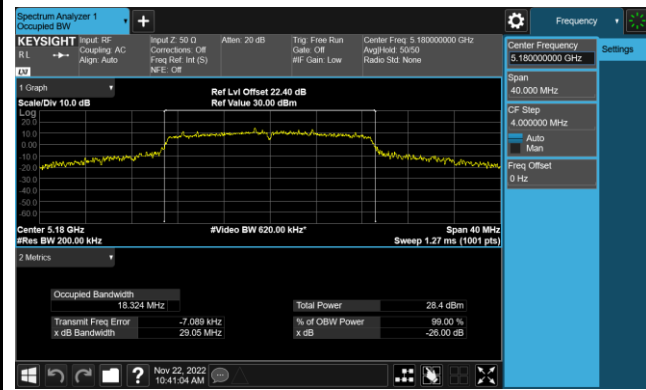 Spectrum Analyzer 1
Occupied BW
Frequency
KEYSIGHT
Input: RF
Coupling: AC
Align: Auto
Input Z: 50 Ω
Corrections: Off
Freq Ref: Int (S)
NFE: Off
Atten: 20 dB
Trig: Free Run
Gate: Off
#IF Gain: Low
Center Freq: 5.180000000 GHz
Avg|Hold: 50/50
Radio Std: None
RL
LXI
Center Frequency
5.180000000 GHz
Settings
Span
40.000 MHz
CF Step
4.000000 MHz
Auto
Man
Freq Offset
0 Hz
1 Graph
Scale/Div 10.0 dB
Ref Lvl Offset 22.40 dB
Ref Value 30.00 dBm
Log
20.0
10.0
0.00
-10.0
-20.0
-30.0
-40.0
-50.0
-60.0
Center 5.18 GHz
#Video BW 620.00 kHz*
Span 40 MHz
#Res BW 200.00 kHz
Sweep 1.27 ms (1001 pts)
2 Metrics
Occupied Bandwidth
18.324 MHz
Total Power 28.4 dBm
Transmit Freq Error -7.089 kHz
% of OBW Power 99.00 %
x dB Bandwidth 29.05 MHz
x dB -26.00 dB
?
Nov 22, 2022
10:41:04 AM